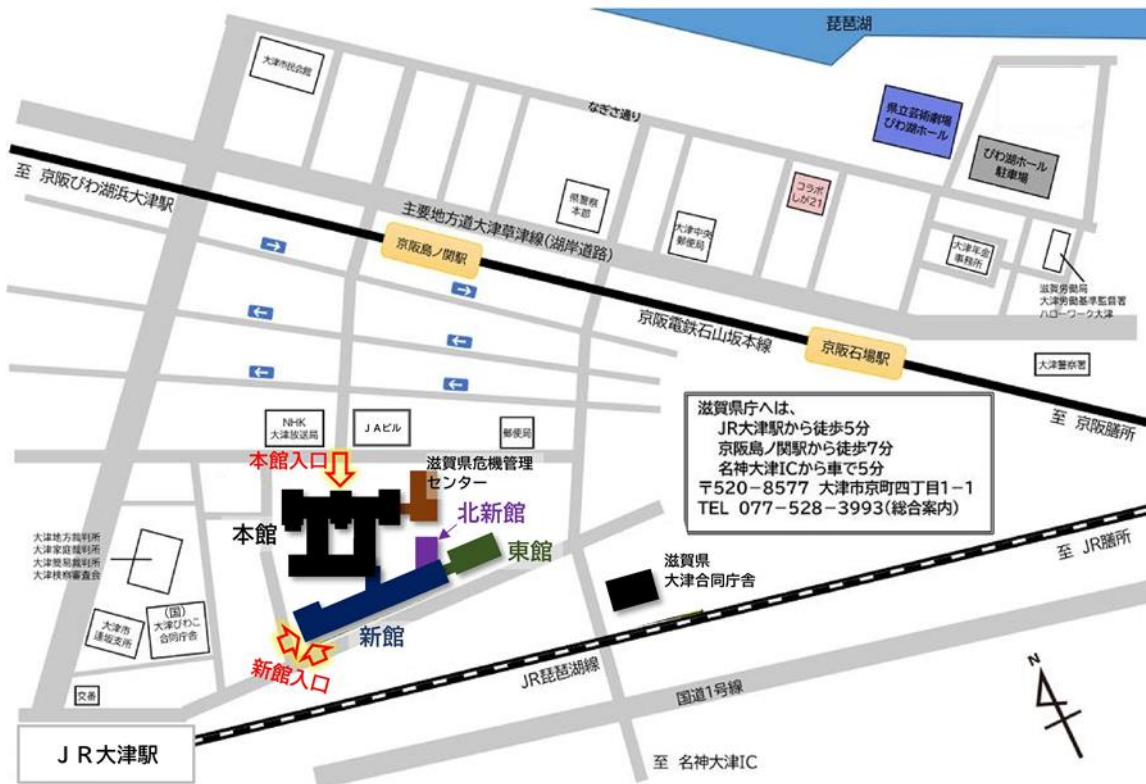 琵琶湖
大津市民会館
なぎさ通り
県立芸術劇場
びわ湖ホール
びわ湖ホール
駐車場
至 京阪びわ湖浜大津駅
コラボ
しが21
県警察
本部
主要地方道大津草津線(湖岸道路)
大津中央
郵便局
大津年金
事務所
京阪島ノ関駅
滋賀労働局
大津労働基準監督署
ハローワーク大津
京阪電鉄石山坂本線
京阪石場駅
大津警察署
至 京阪膳所
滋賀県庁へは、
JR大津駅から徒歩5分
京阪島ノ関駅から徒歩7分
名神大津ICから車で5分
〒520-8577 大津市京町四丁目1-1
TEL 077-528-3993(総合案内)
NHK
大津放送局
JAビル
郵便局
本館入口
滋賀県危機管理
センター
本館
北新館
東館
新館
新館入口
大津地方裁判所
大津家庭裁判所
大津簡易裁判所
大津検察審査会
大津市
逢坂支所
(国)
大津びわこ
合同庁舎
交番
滋賀県
大津合同庁舎
至 JR膳所
JR琵琶湖線
国道1号線
N
JR大津駅
至 名神大津IC